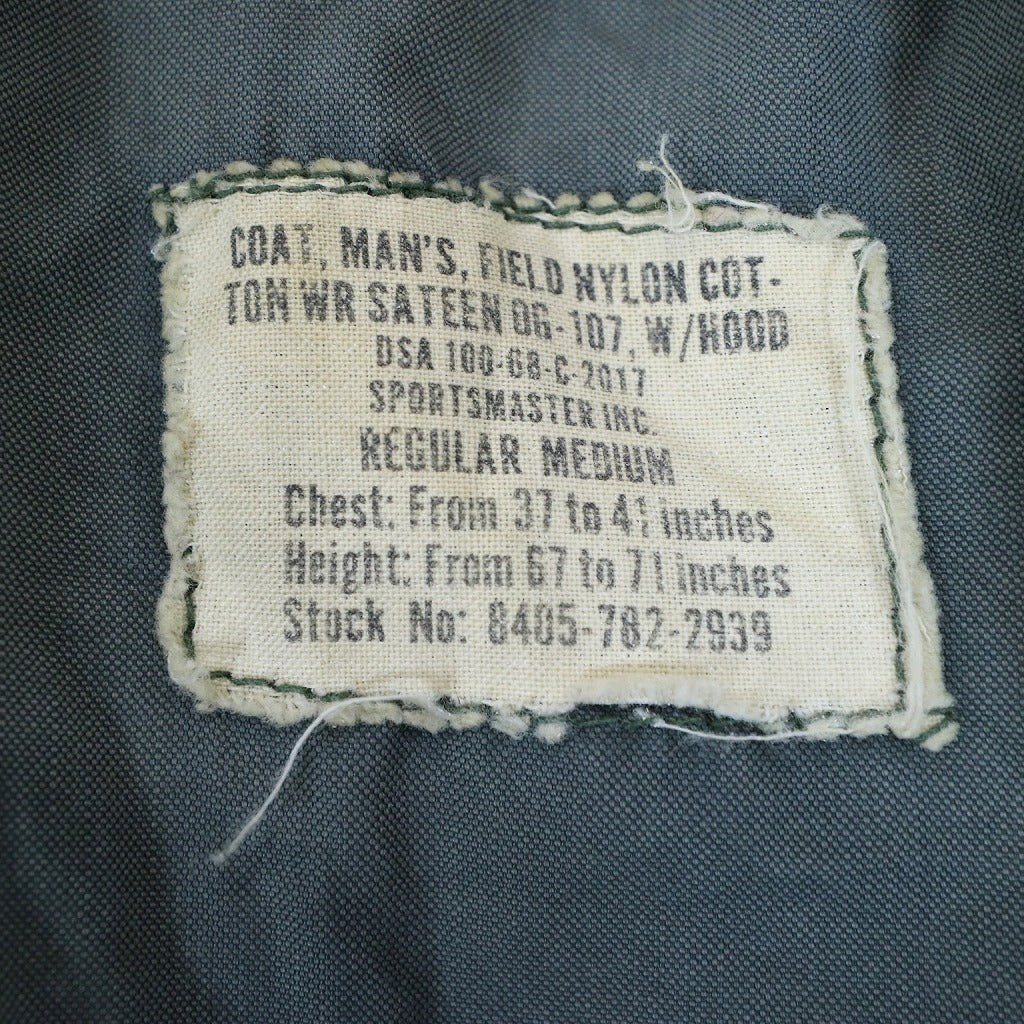 COAT, MAN'S, FIELD NYLON COT-
TON WR SATEEN OG-107, W/HOOD
DSA 100-68-C-2017
SPORTSMASTER INC.
REGULAR MEDIUM
Chest: From 37 to 41 inches
Height: From 67 to 71 inches
Stock No: 8405-782-2939